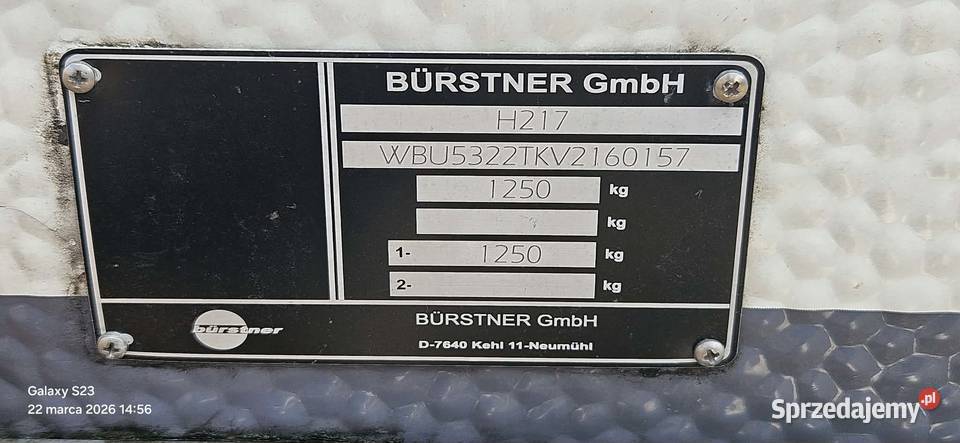 BÜRSTNER GmbH
H217
WBU5322TKV2160157
1250 kg
kg
1- 1250 kg
2- kg
bürstner
BÜRSTNER GmbH
D-7640 Kehl 11-Neumühl
Galaxy S23
22 marca 2026 14:56
Sprzedajemy.pl